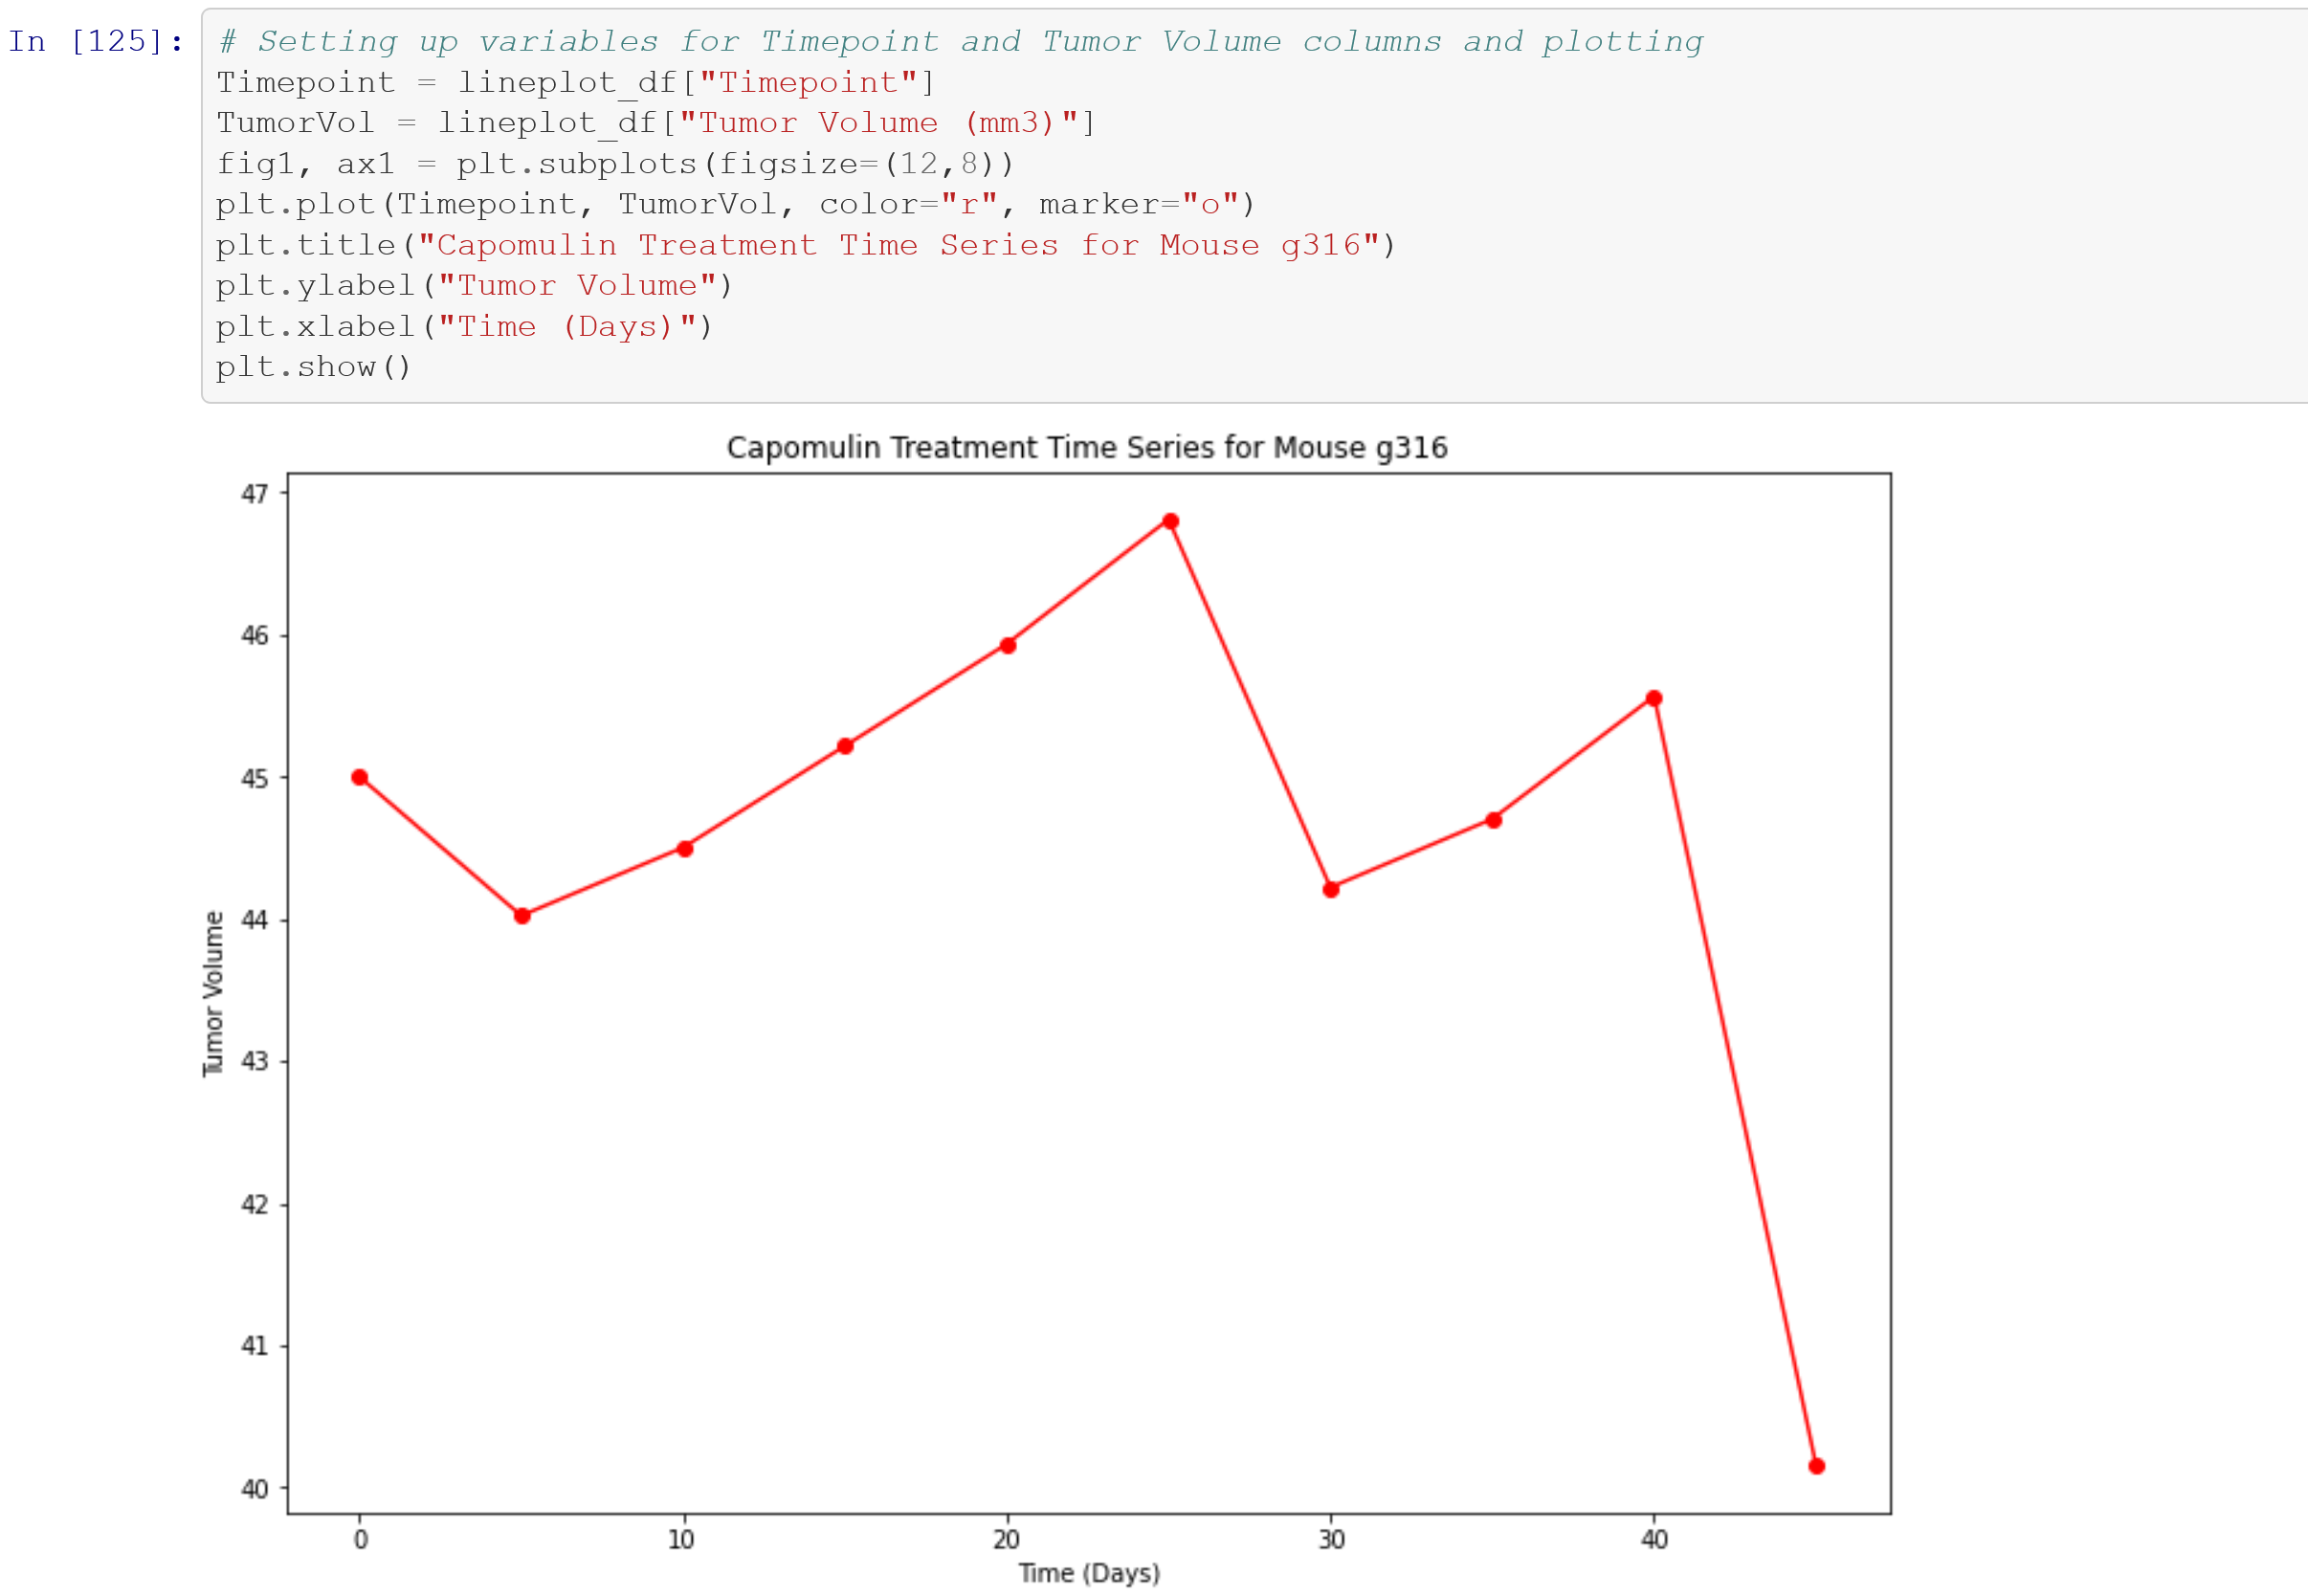 In [125]: # Setting up variables for Timepoint and Tumor Volume columns and plotting
Timepoint = lineplot_df["Timepoint"]
TumorVol = lineplot_df["Tumor Volume (mm3)"]
fig1, ax1 = plt.subplots(figsize=(12,8))
plt.plot(Timepoint, TumorVol, color="r", marker="o")
plt.title("Capomulin Treatment Time Series for Mouse g316")
plt.ylabel("Tumor Volume")
plt.xlabel("Time (Days)")
plt.show()
Capomulin Treatment Time Series for Mouse g316
47
46
45
44
43
42
41
40
Tumor Volume
0 10 20 30 40
Time (Days)